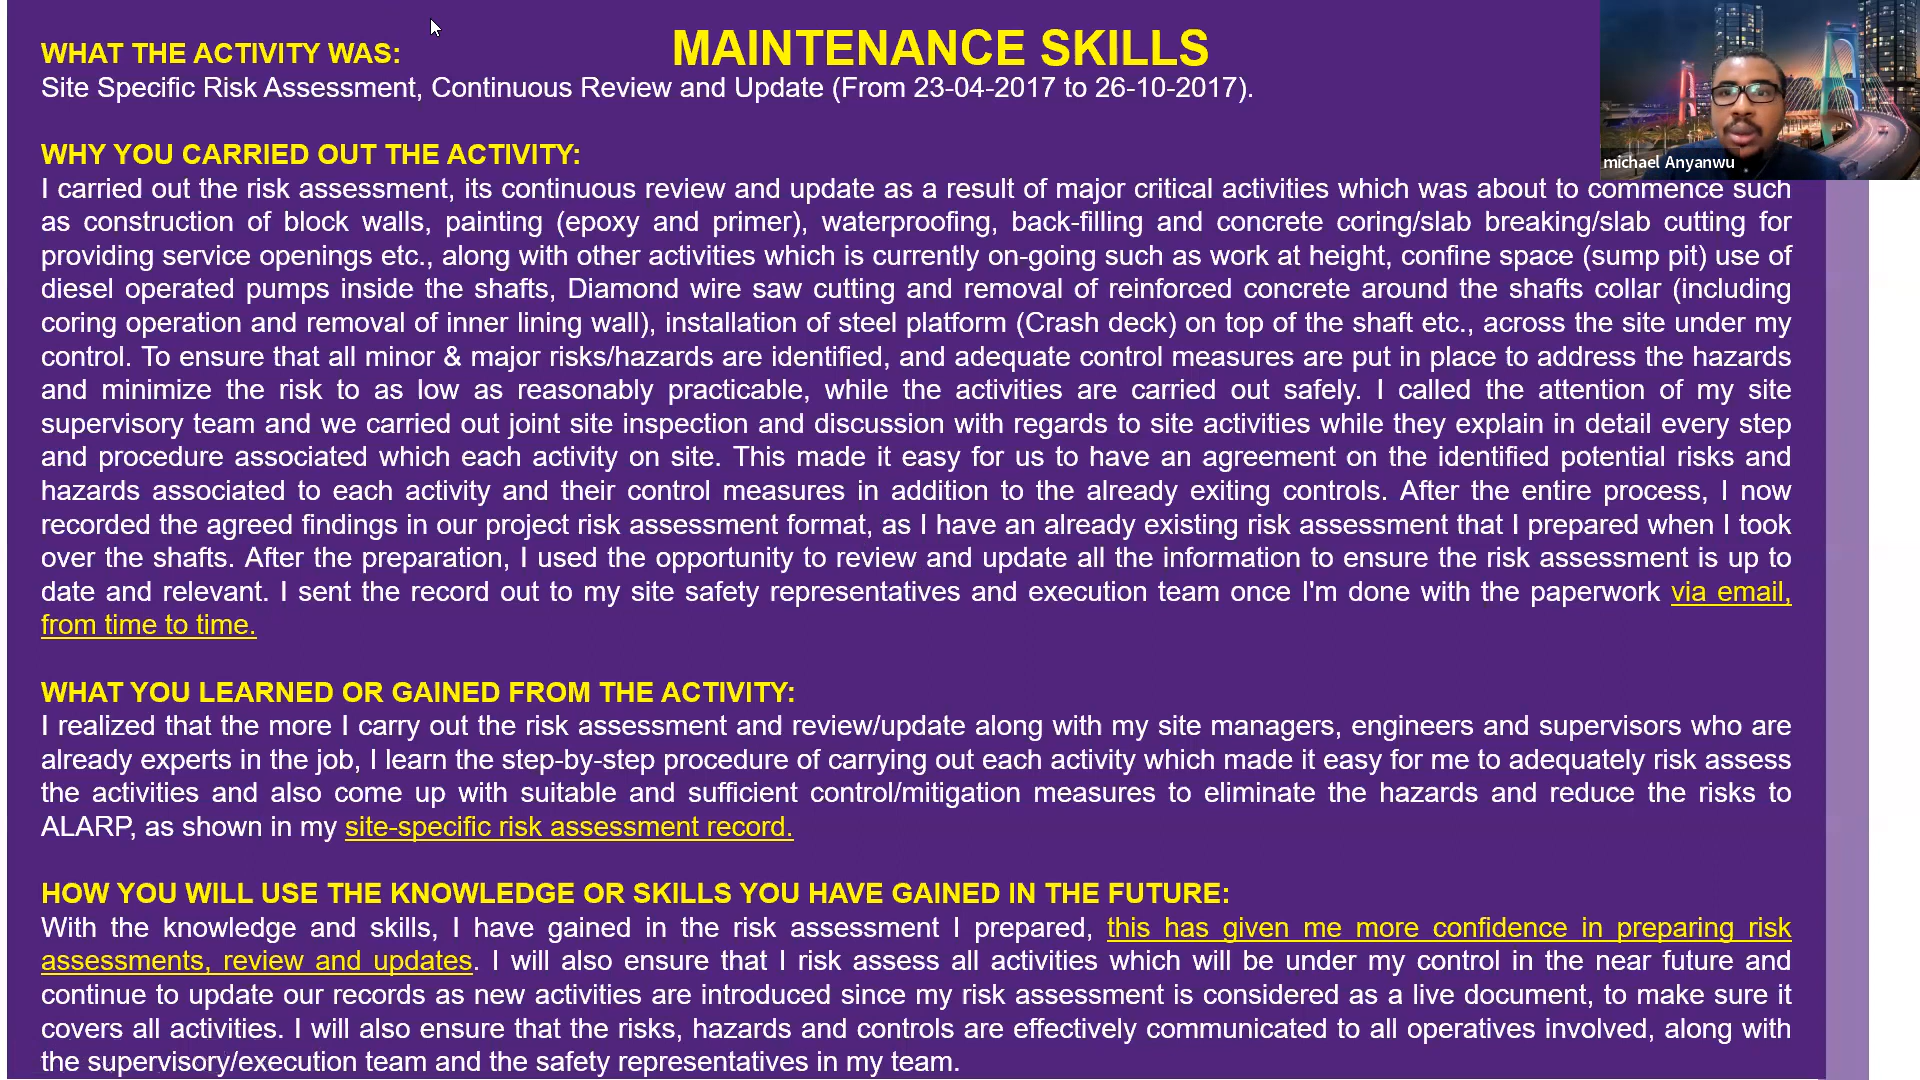 MAINTENANCE SKILLS
WHAT THE ACTIVITY WAS:
Site Specific Risk Assessment, Continuous Review and Update (From 23-04-2017 to 26-10-2017).
michael Anyanwu
WHY YOU CARRIED OUT THE ACTIVITY:
I carried out the risk assessment, its continuous review and update as a result of major critical activities which was about to commence such
as construction of block walls, painting (epoxy and primer), waterproofing, back-filling and concrete coring/slab breaking/slab cutting for
providing service openings etc., along with other activities which is currently on-going such as work at height, confine space (sump pit) use of
diesel operated pumps inside the shafts, Diamond wire saw cutting and removal of reinforced concrete around the shafts collar (including
coring operation and removal of inner lining wall), installation of steel platform (Crash deck) on top of the shaft etc., across the site under my
control. To ensure that all minor & major risks/hazards are identified, and adequate control measures are put in place to address the hazards
and minimize the risk to as low as reasonably practicable, while the activities are carried out safely. I called the attention of my site
supervisory team and we carried out joint site inspection and discussion with regards to site activities while they explain in detail every step
and procedure associated which each activity on site. This made it easy for us to have an agreement on the identified potential risks and
hazards associated to each activity and their control measures in addition to the already exiting controls. After the entire process, I now
recorded the agreed findings in our project risk assessment format, as I have an already existing risk assessment that I prepared when I took
over the shafts. After the preparation, I used the opportunity to review and update all the information to ensure the risk assessment is up to
date and relevant. I sent the record out to my site safety representatives and execution team once I'm done with the paperwork via email,
from time to time.
WHAT YOU LEARNED OR GAINED FROM THE ACTIVITY:
I realized that the more I carry out the risk assessment and review/update along with my site managers, engineers and supervisors who are
already experts in the job, I learn the step-by-step procedure of carrying out each activity which made it easy for me to adequately risk assess
the activities and also come up with suitable and sufficient control/mitigation measures to eliminate the hazards and reduce the risks to
ALARP, as shown in my site-specific risk assessment record.
HOW YOU WILL USE THE KNOWLEDGE OR SKILLS YOU HAVE GAINED IN THE FUTURE:
With the knowledge and skills, I have gained in the risk assessment I prepared, this has given me more confidence in preparing risk
assessments, review and updates. I will also ensure that I risk assess all activities which will be under my control in the near future and
continue to update our records as new activities are introduced since my risk assessment is considered as a live document, to make sure it
covers all activities. I will also ensure that the risks, hazards and controls are effectively communicated to all operatives involved, along with
the supervisory/execution team and the safety representatives in my team.